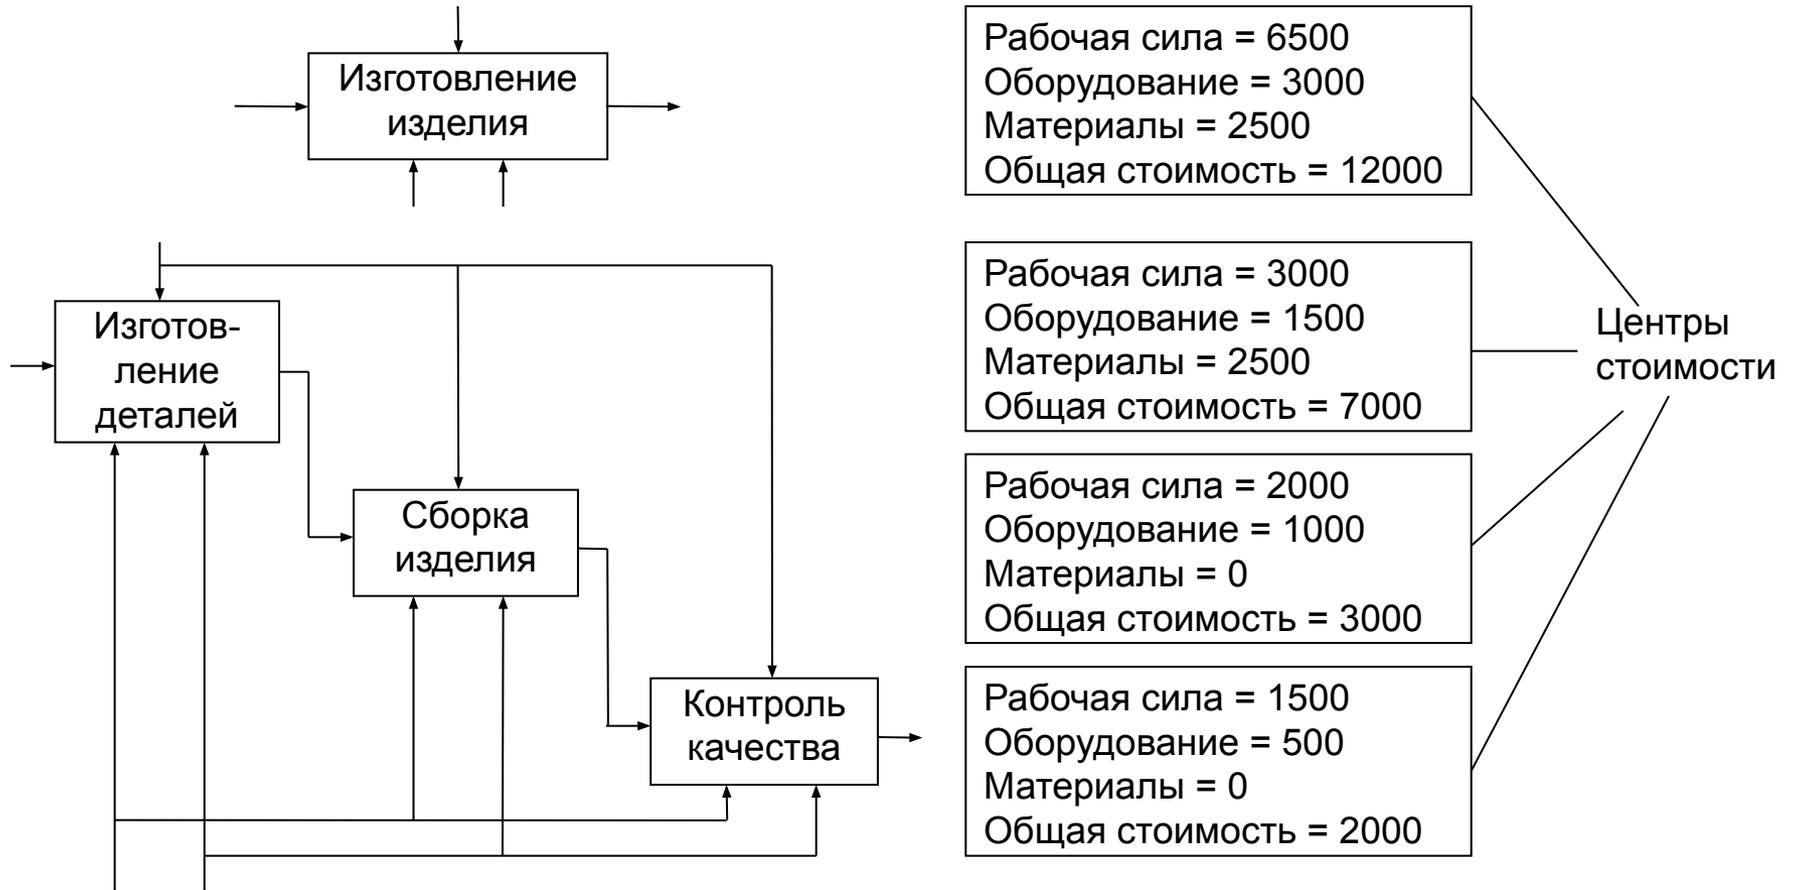 Изготовление
изделия
Рабочая сила = 6500
Оборудование = 3000
Материалы = 2500
Общая стоимость = 12000
Изготов-
ление
деталей
Сборка
изделия
Контроль
качества
Рабочая сила = 3000
Оборудование = 1500
Материалы = 2500
Общая стоимость = 7000
Рабочая сила = 2000
Оборудование = 1000
Материалы = 0
Общая стоимость = 3000
Рабочая сила = 1500
Оборудование = 500
Материалы = 0
Общая стоимость = 2000
Центры
стоимости